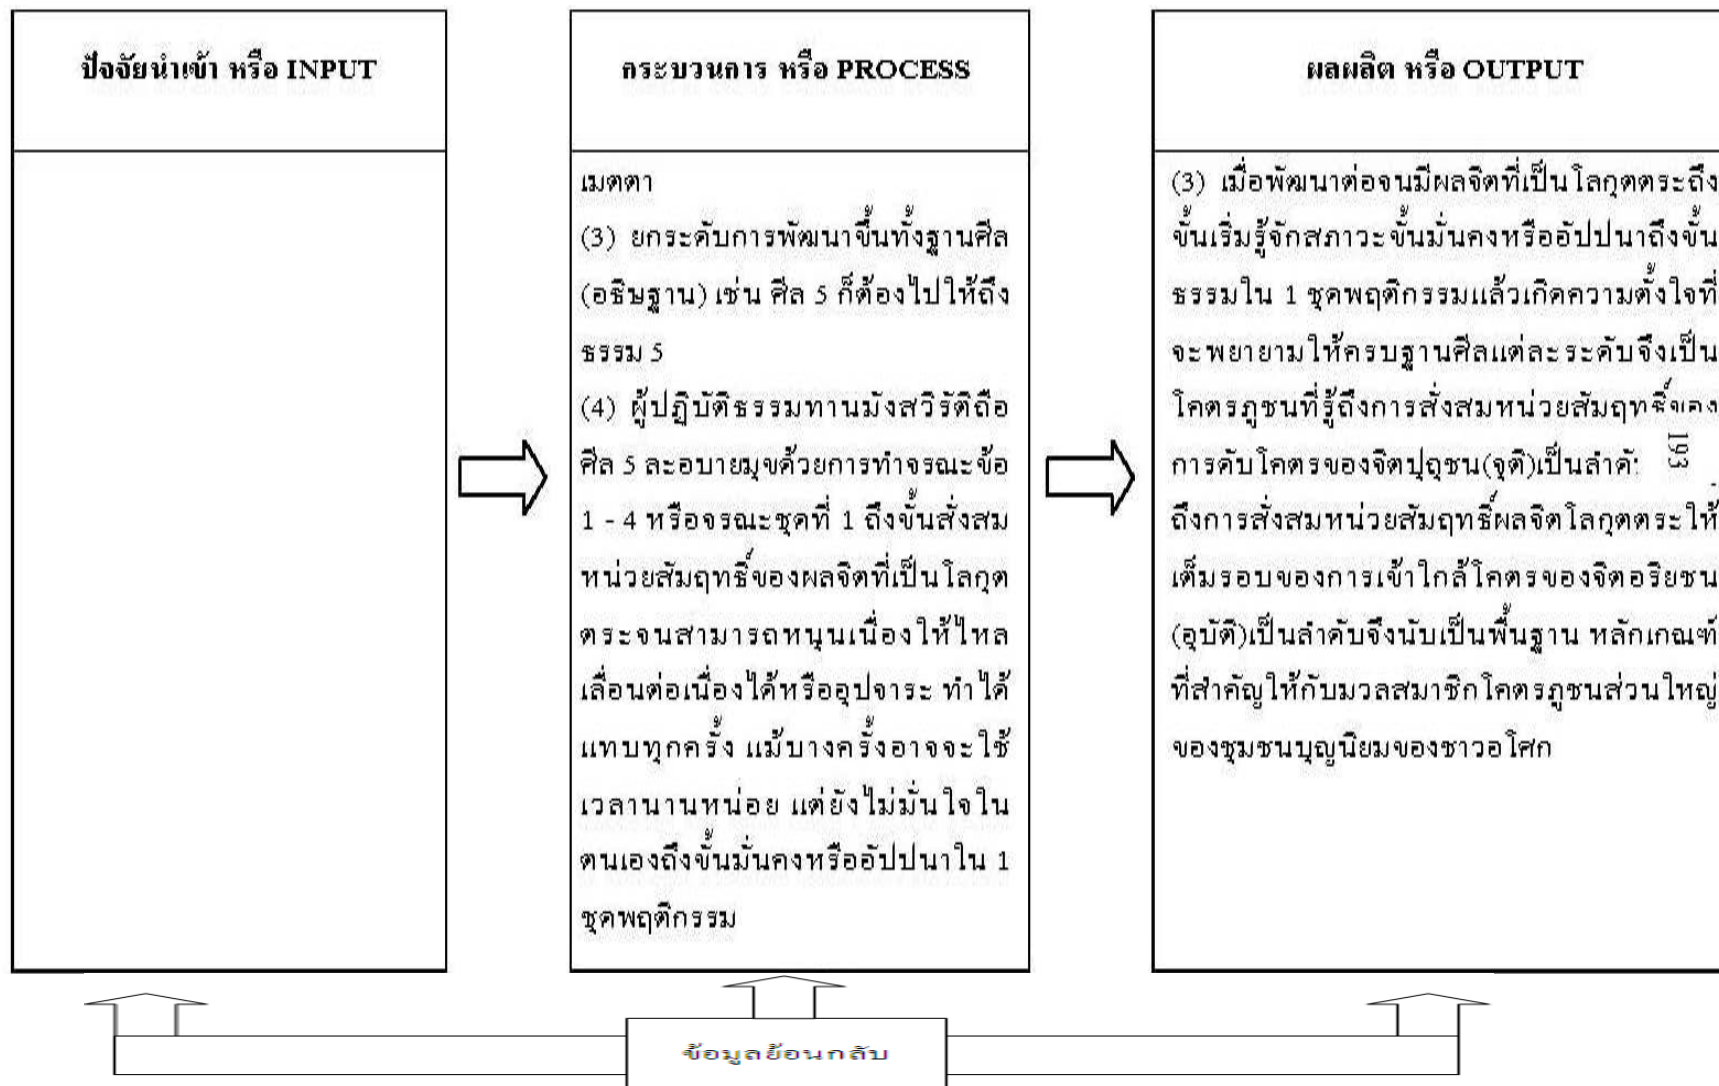 ปัจจัยนำเข้า หรือ INPUT
กระบวนการ หรือ PROCESS
เมตตา
(3) ยกระดับการพัฒนาขึ้นทั้งฐานศีล
(อธิษฐาน) เช่น ศีล 5 ก็ต้องไปให้ถึง
ธรรม 5
(4) ผู้ปฏิบัติธรรมทานมังสวิรัติถือ
ศีล 5 ละอบายมุขด้วยการทำจรณะข้อ
1 - 4 หรือจรณะชุดที่ 1 ถึงขั้นสั่งสม
หน่วยสัมฤทธิ์ของผลจิตที่เป็นโลกุต
ตระจนสามารถหนุนเนื่องให้ไหล
เลื่อนต่อเนื่องได้หรืออุปจาระ ทำได้
แทบทุกครั้ง แม้บางครั้งอาจจะใช้
เวลานานหน่อย แต่ยังไม่มั่นใจใน
ตนเองถึงขั้นมั่นคงหรืออัปปนาใน 1
ชุดพฤติกรรม
ผลผลิต หรือ OUTPUT
(3) เมื่อพัฒนาต่อจนมีผลจิตที่เป็นโลกุตตระถึง
ขั้นเริ่มรู้จักสภาวะขั้นมั่นคงหรืออัปปนาถึงขั้น
ธรรมใน 1 ชุดพฤติกรรมแล้วเกิดความตั้งใจที่
จะพยายามให้ครบฐานศีลแต่ละระดับจึงเป็น
โคตรภูชนที่รู้ถึงการสั่งสมหน่วยสัมฤทธิ์ของ
การดับโคตรของจิตปุถุชน(จุติ)เป็นลำดั
ถึงการสั่งสมหน่วยสัมฤทธิ์ผลจิตโลกุตตระให้
เต็มรอบของการเข้าใกล้โคตรของจิตอริยชน
(อุบัติ)เป็นลำดับจึงนับเป็นพื้นฐาน หลักเกณฑ์
ที่สำคัญให้กับมวลสมาชิกโคตรภูชนส่วนใหญ่
ของชุมชนบุญนิยมของชาวอโศก
193
ข้อมูลย้อนกลับ